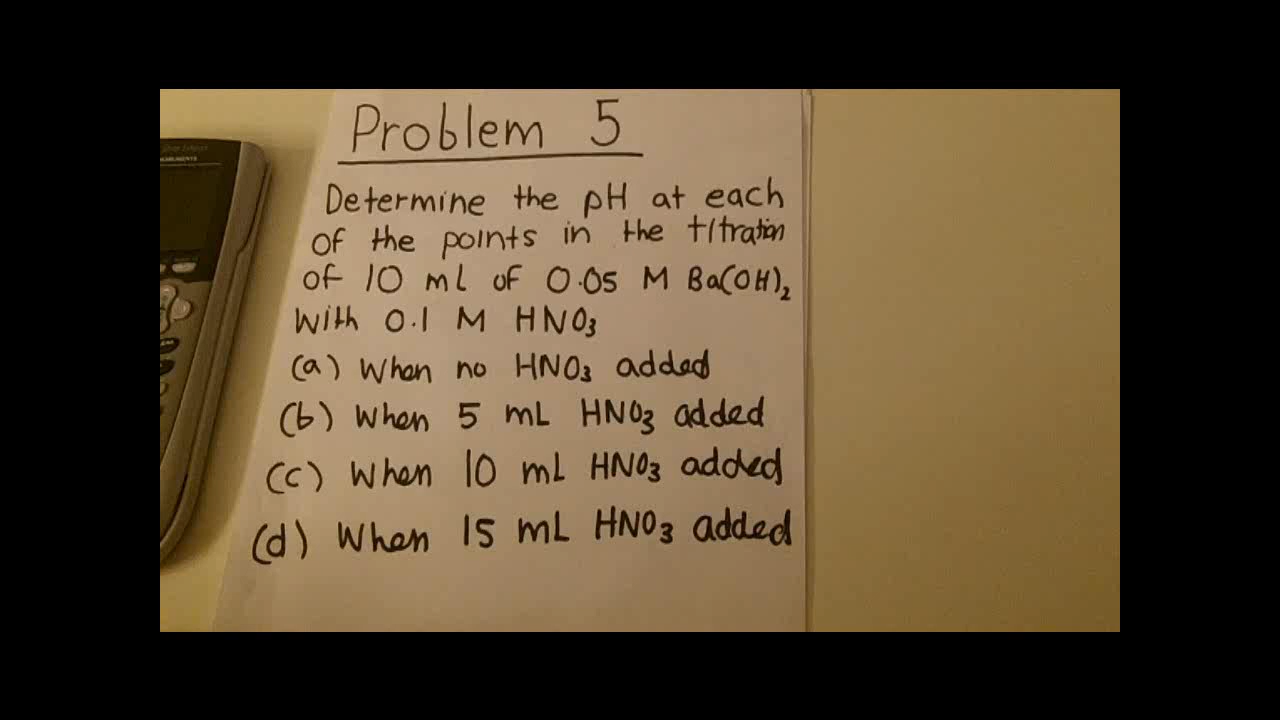 Problem 5
Determine the pH at each
of the points in the titration
of 10 mL of 0.05 M Ba(OH)₂
with 0.1 M HNO₃
(a) When no HNO₃ added
(b) When 5 mL HNO₃ added
(c) When 10 mL HNO₃ added
(d) When 15 mL HNO₃ added